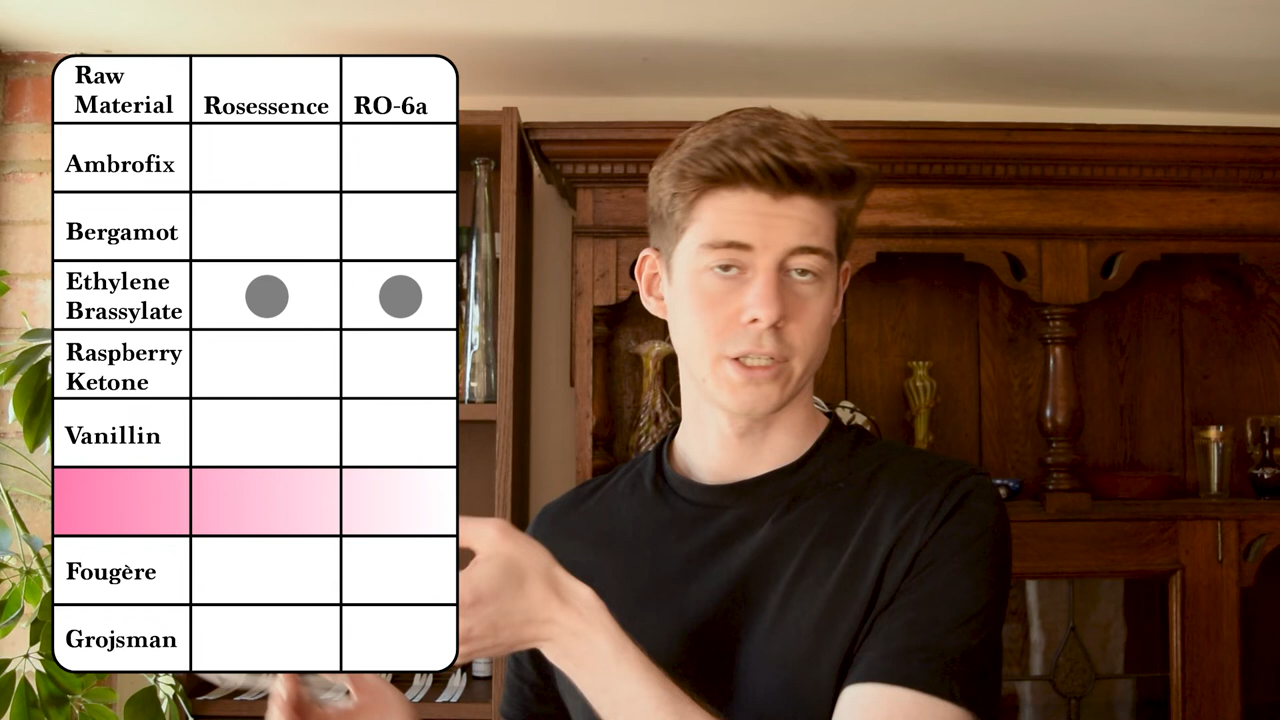 Raw
Material
Rosessence
RO-6a
Ambrofix
Bergamot
Ethylene
Brassylate
Raspberry
Ketone
Vanillin
Fougère
Grojsman